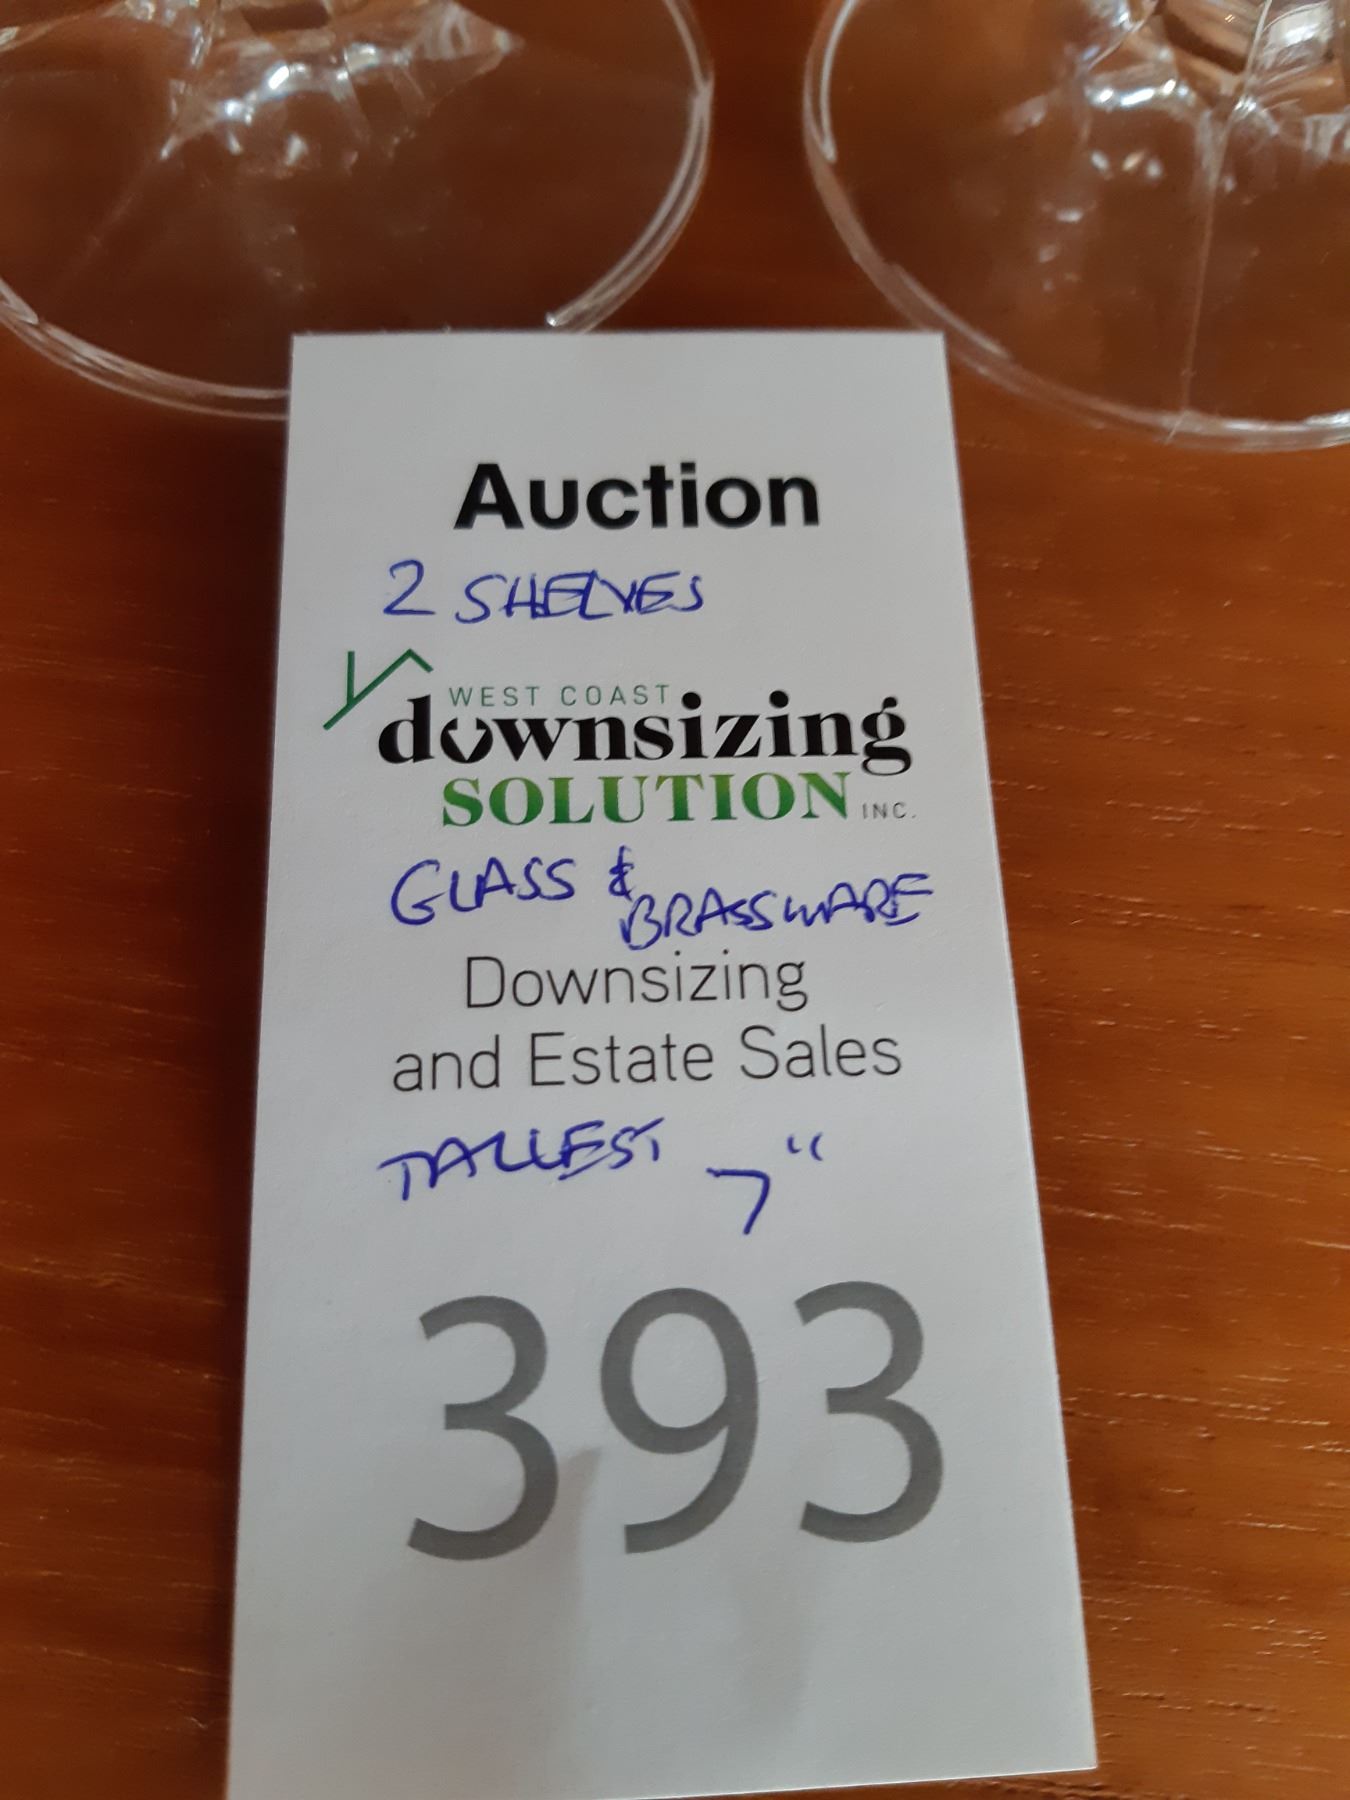 Auction
2 SHELVES
WEST COAST
downsizing
SOLUTION INC.
GLASS & BRASSWARE
Downsizing
and Estate Sales
TALLEST 7"
393